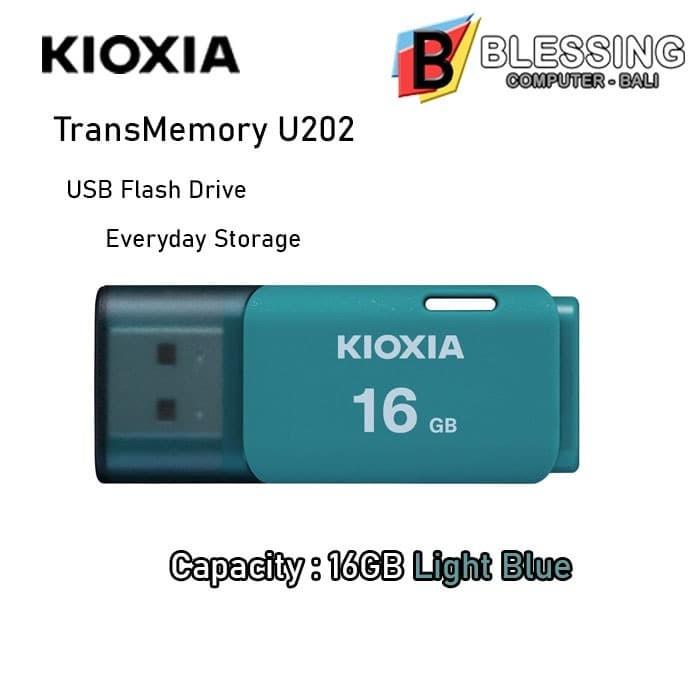 KIOXIA
B BLESSING
COMPUTER - BALI
TransMemory U202
USB Flash Drive
Everyday Storage
KIOXIA
16 GB
Capacity : 16GB Light Blue